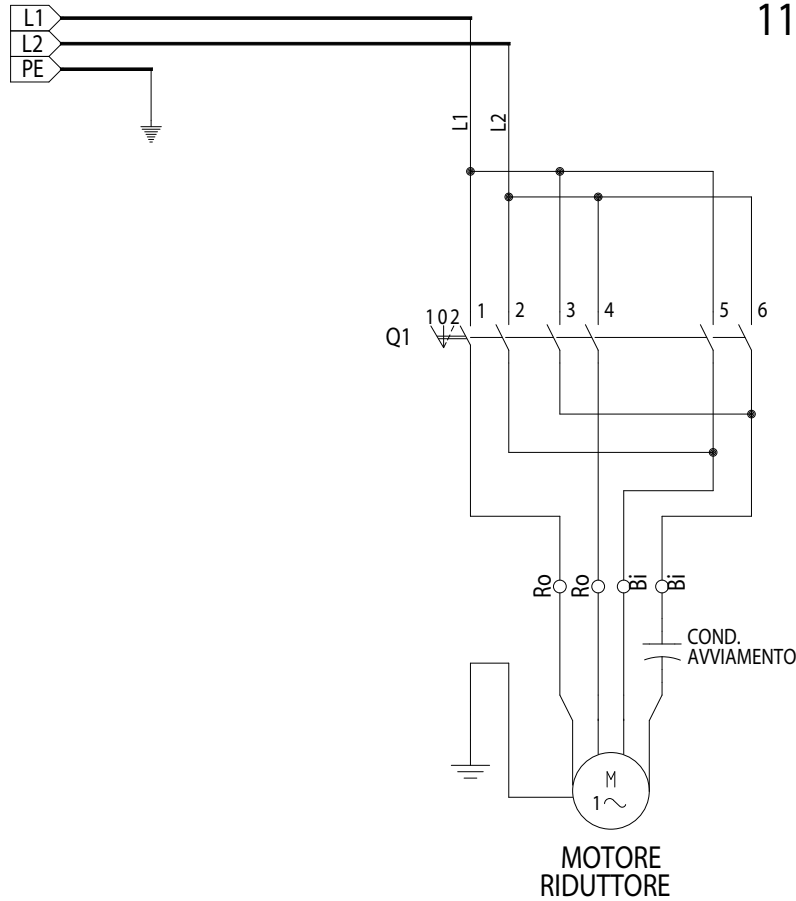 L1
L2
PE
11
L1
L2
Q1
1 0 2
1
2
3
4
5
6
Ro
Ro
Bi
Bi
COND.
AVVIAMENTO
M
1~
MOTORE
RIDUTTORE